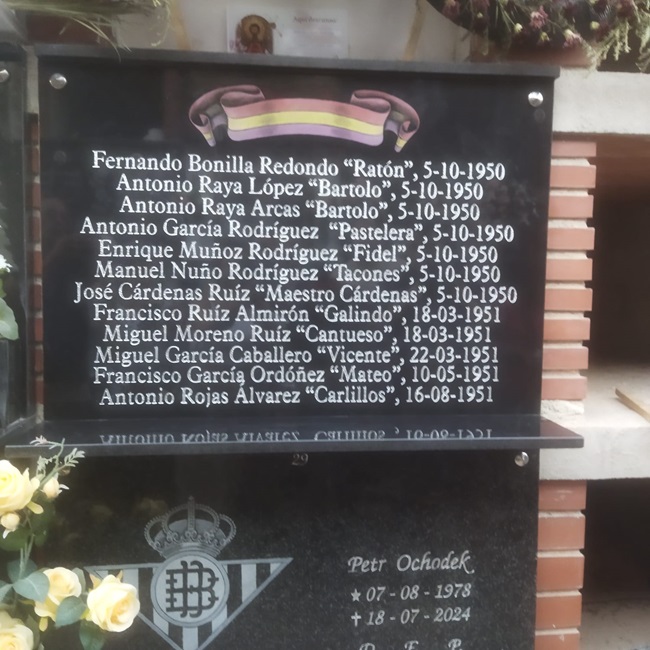 Fernando Bonilla Redondo “Ratón”, 5-10-1950
Antonio Raya López “Bartolo”, 5-10-1950
Antonio Raya Arcas “Bartolo”, 5-10-1950
Antonio García Rodríguez “Pastelera”, 5-10-1950
Enrique Muñoz Rodríguez “Fidel”, 5-10-1950
Manuel Nuño Rodríguez “Tacones”, 5-10-1950
José Cárdenas Ruíz “Maestro Cárdenas”, 5-10-1950
Francisco Ruíz Almirón “Galindo”, 18-03-1951
Miguel Moreno Ruíz “Cantueso”, 18-03-1951
Miguel García Caballero “Vicente”, 22-03-1951
Francisco García Ordóñez “Mateo”, 10-05-1951
Antonio Rojas Álvarez “Carlillos”, 16-08-1951
29
Petr Ochodek
★ 07-08-1978
✝ 18-07-2024
D. E. P.